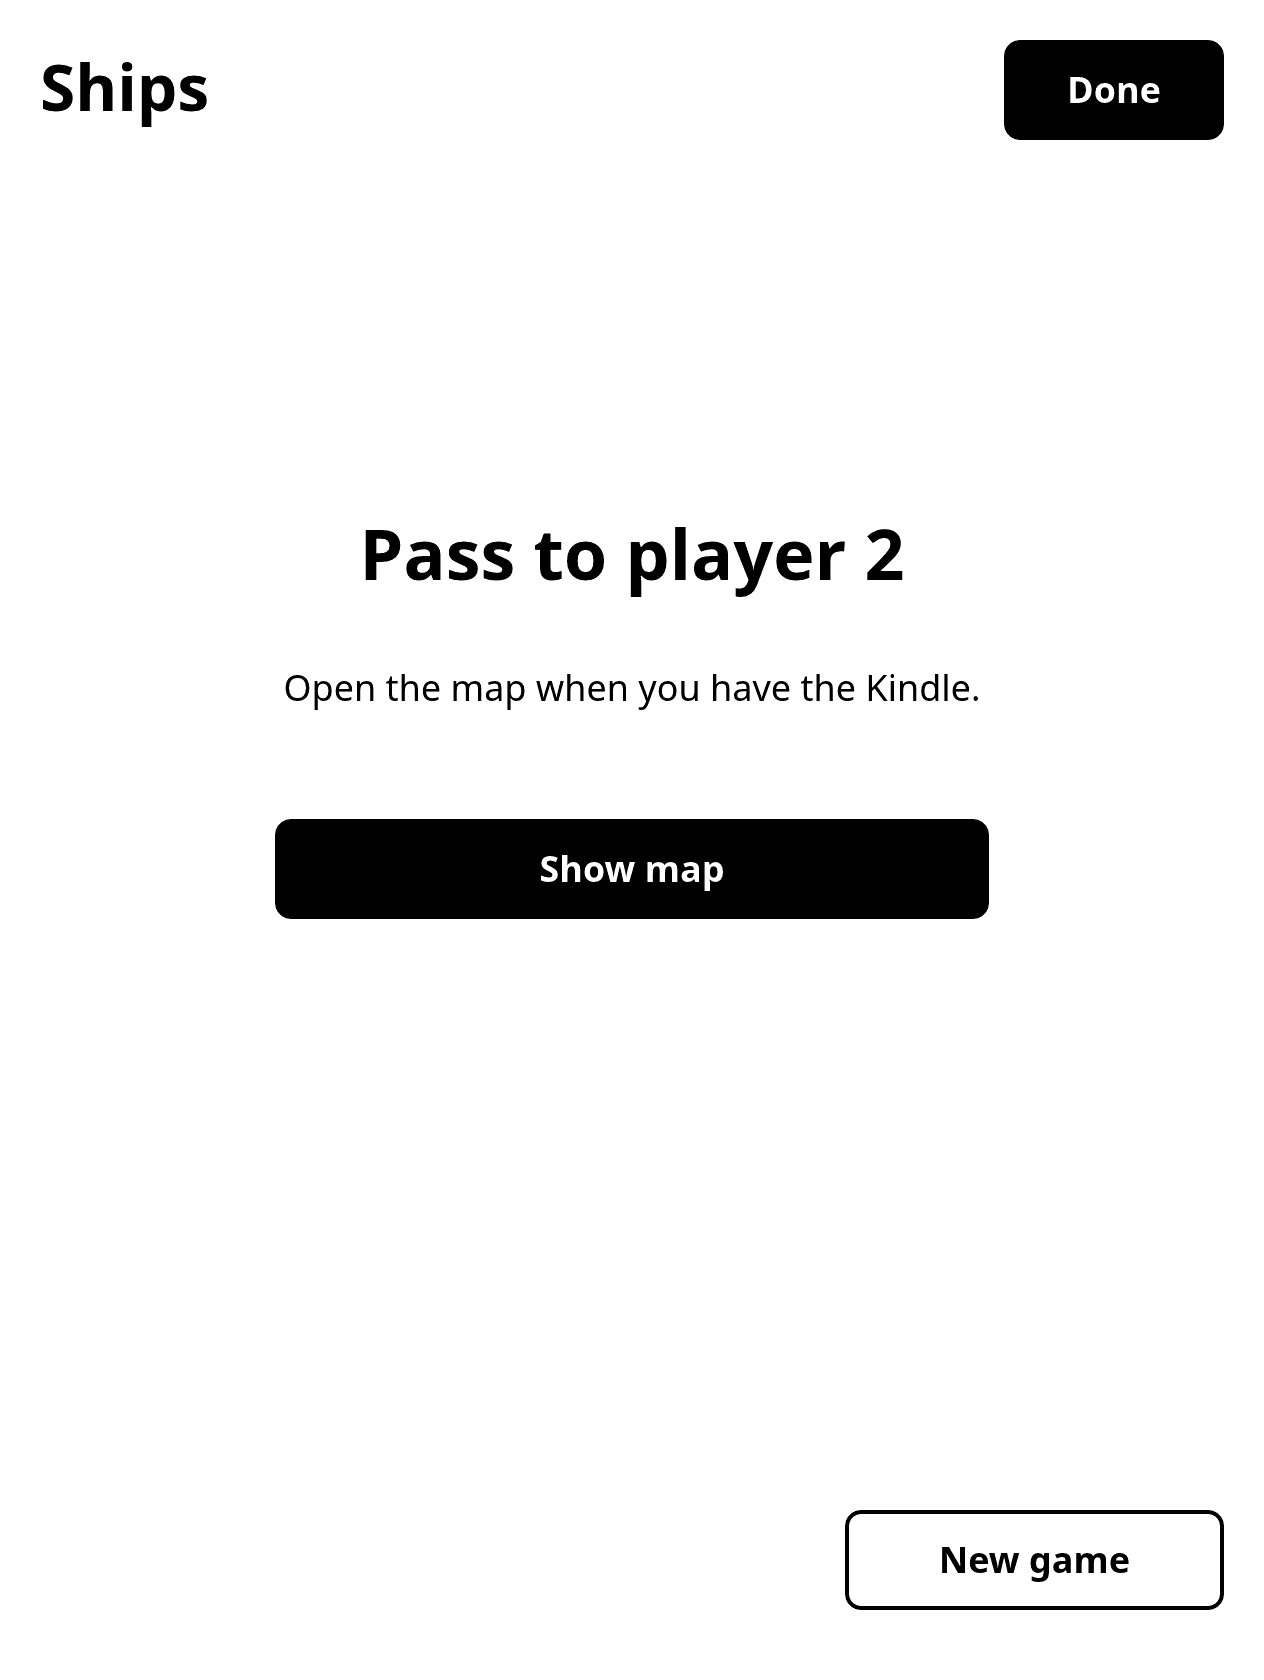 Ships
Done
Pass to player 2
Open the map when you have the Kindle.
Show map
New game